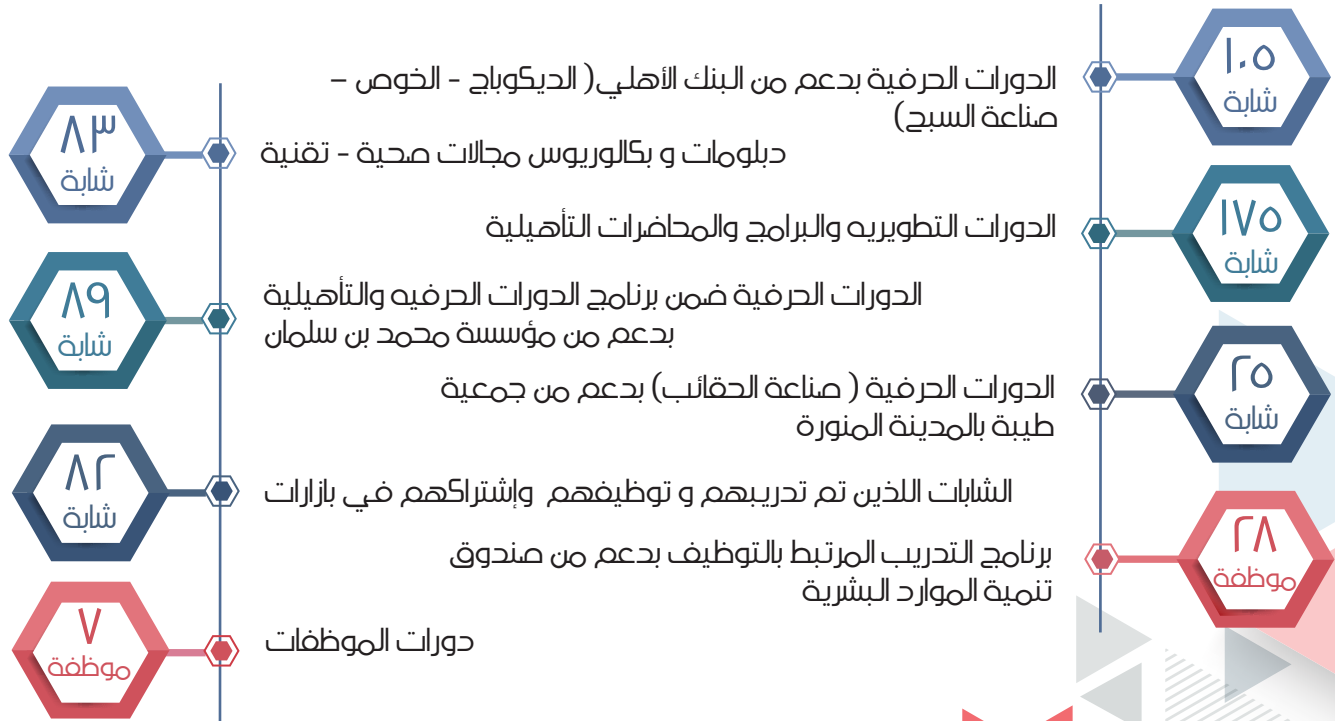 ١٠٥
شابة
الدورات الحرفية بدعم من البنك الأهلي( الديكوباج - الخوص –
صناعة السبح)
٨٣
شابة
دبلومات و بكالوريوس مجالات صحية - تقنية
١٧٥
شابة
الدورات التطويريه والبرامج والمحاضرات التأهيلية
٨٩
شابة
الدورات الحرفية ضمن برنامج الدورات الحرفيه والتأهيلية
بدعم من مؤسسة محمد بن سلمان
٢٥
شابة
الدورات الحرفية ( صناعة الحقائب) بدعم من جمعية
طيبة بالمدينة المنورة
٨٢
شابة
الشابات اللذين تم تدريبهم و توظيفهم وإشتراكهم في بازارات
٢٨
موظفة
برنامج التدريب المرتبط بالتوظيف بدعم من صندوق
تنمية الموارد البشرية
٧
موظفة
دورات الموظفات